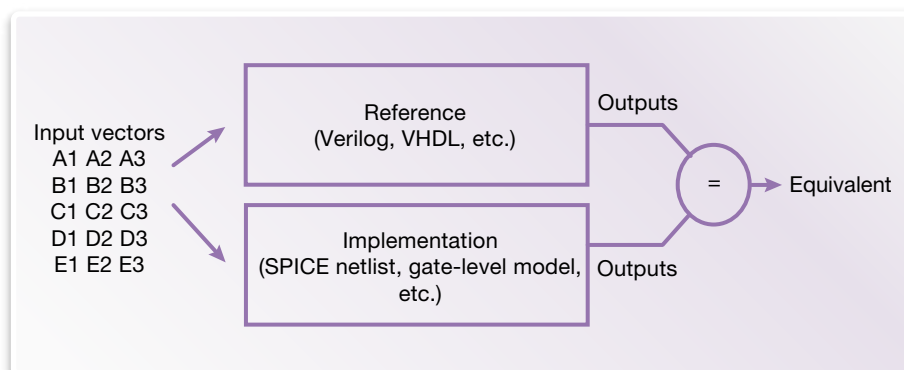 Input vectors
A1 A2 A3
B1 B2 B3
C1 C2 C3
D1 D2 D3
E1 E2 E3
Reference
(Verilog, VHDL, etc.)
Outputs
Implementation
(SPICE netlist, gate-level model,
etc.)
Outputs
=
Equivalent